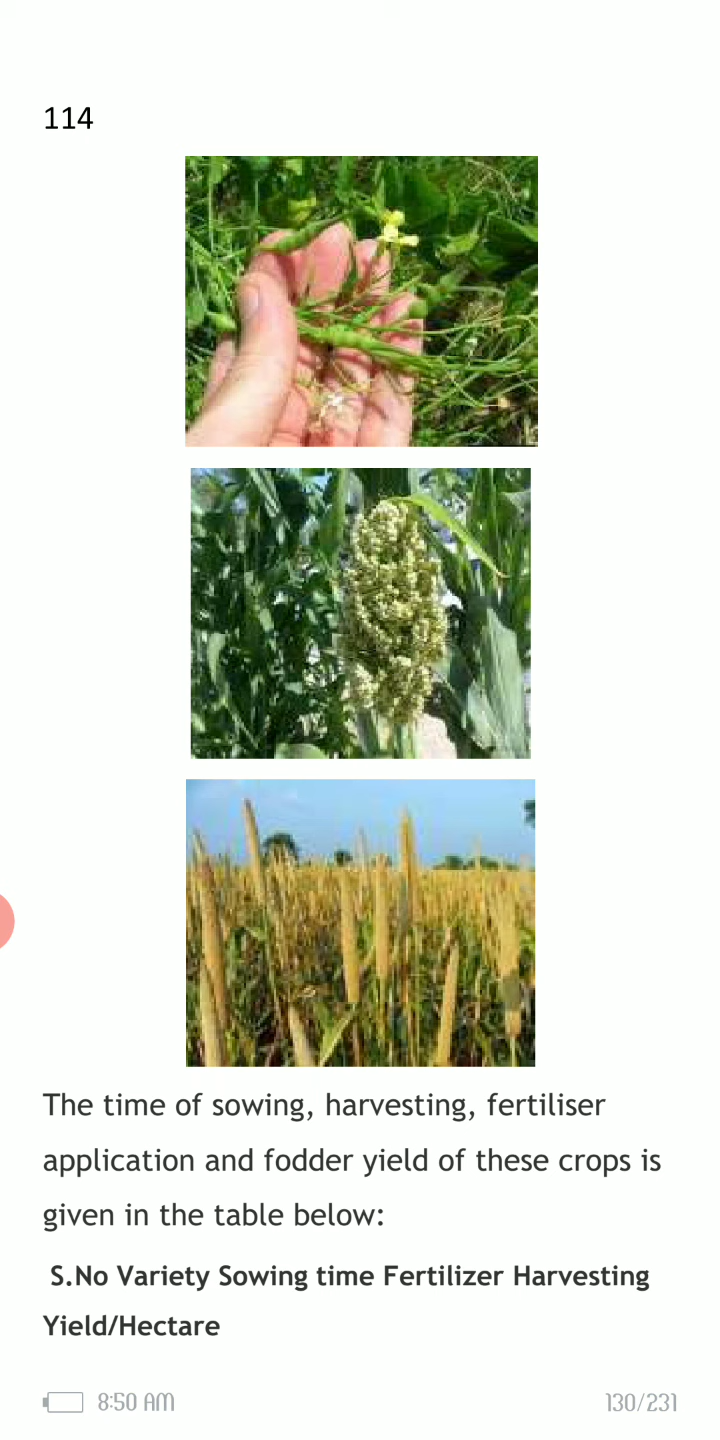 114
The time of sowing, harvesting, fertiliser
application and fodder yield of these crops is
given in the table below:
S.No Variety Sowing time Fertilizer Harvesting
Yield/Hectare
8:50 AM
130/231